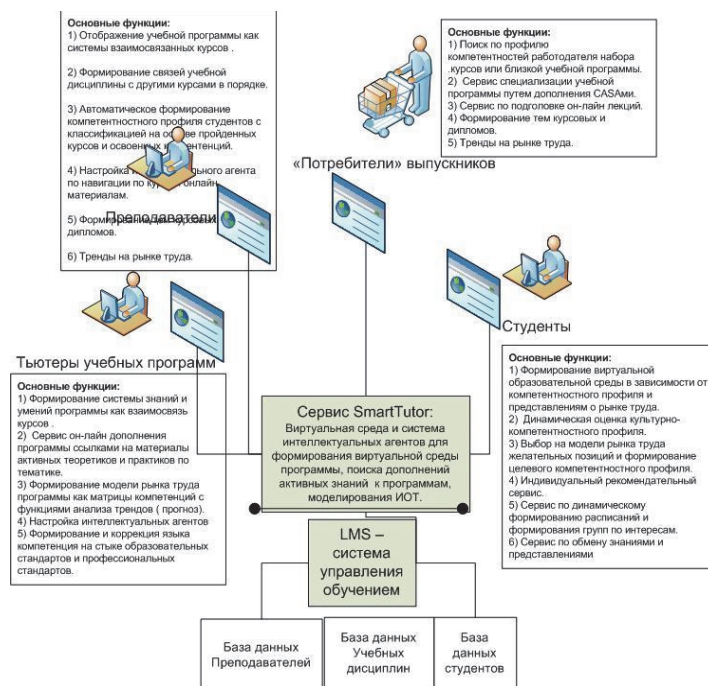 Основные функции:
1) Отображение учебной программы как
системы взаимосвязанных курсов .
2) Формирование связей учебной
дисциплины с другими курсами в порядке.
3) Автоматическое формирование
компетентностного профиля студентов с
классификацией на основе пройденных
курсов и освоенных
4) Настройка
по навигации по онлайн
материалам.
Преподаватели
5)
дипломов.
6) Тренды на рынке труда.
Основные функции:
1) Поиск по профилю
компетентностей работодателя набора
.курсов или близкой учебной программы.
2) Сервис специализации учебной
программы путем дополнения CASAми.
3) Сервис по подготовке он-лайн лекций.
4) Формирование тем курсовых и
дипломов.
5) Тренды на рынке труда.
«Потребители» выпускников
Студенты
Основные функции:
1) Формирование виртуальной
образовательной среды в зависимости от
компетентностного профиля и
представлениям о рынке труда.
2) Динамическая оценка культурно-
компетентностного профиля.
3) Выбор на модели рынка труда
желательных позиций и формирование
целевого компетентностного профиля.
4) Индивидуальный рекомендательный
сервис.
5) Сервис по динамическому
формированию расписаний и
формирования групп по интересам.
6) Сервис по обмену знаниями и
представлениями
Тьютеры учебных программ
Основные функции:
1) Формирование системы знаний и
умений программы как взаимосвязь
курсов .
2) Сервис он-лайн дополнения
программы ссылками на материалы
активных теоретиков и практиков по
тематике.
3) Формирование модели рынка труда
программы как матрицы компетенций с
функциями анализа трендов ( прогноз).
4) Настройка интеллектуальных агентов
5) Формирование и коррекция языка
компетенция на стыке образовательных
стандартов и профессиональных
стандартов.
Сервис SmartTutor:
Виртуальная среда и система
интеллектуальных агентов для
формирования виртуальной среды
программы, поиска дополнений
активных знаний к программам,
моделирования ИОТ.
LMS –
система
управления
обучением
База данных
Преподавателей
База данных
Учебных
дисциплин
База
данных
студентов